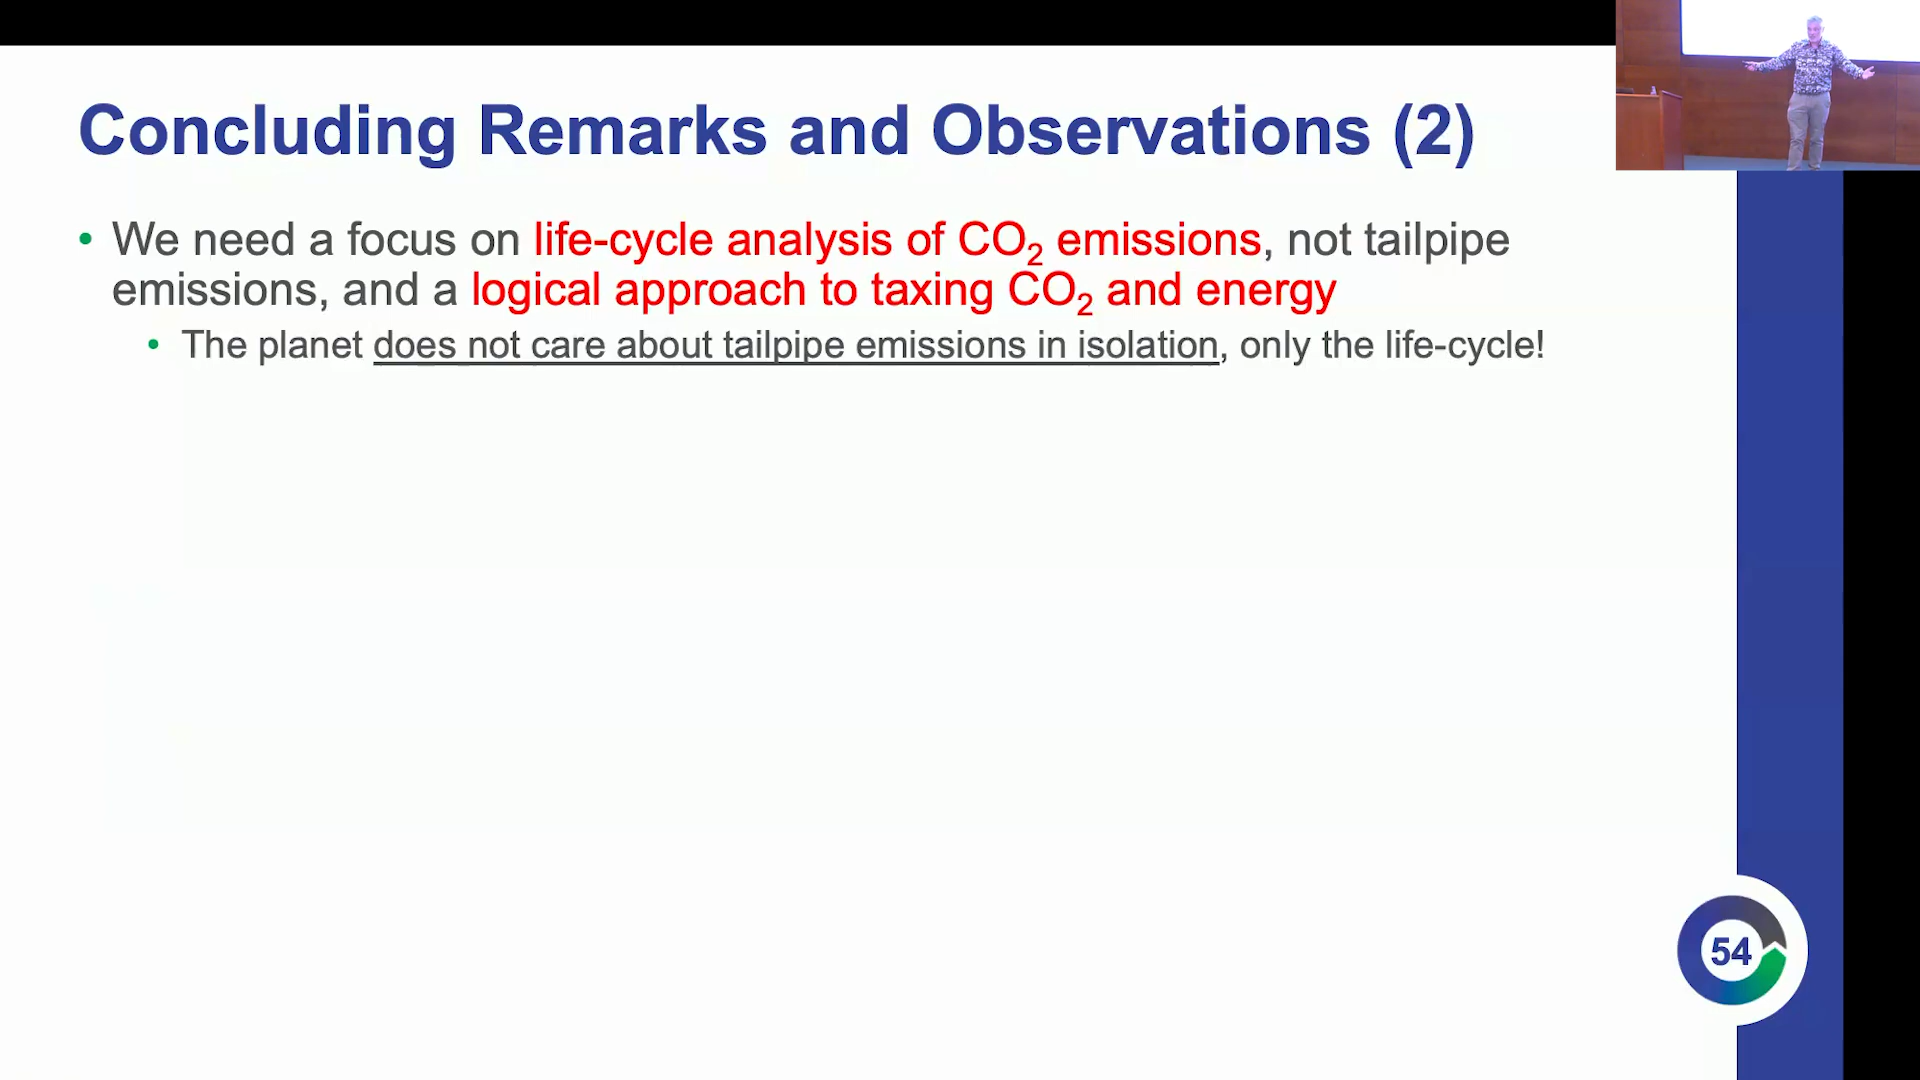 Concluding Remarks and Observations (2)
• We need a focus on life-cycle analysis of CO₂ emissions, not tailpipe
emissions, and a logical approach to taxing CO₂ and energy
• The planet does not care about tailpipe emissions in isolation, only the life-cycle!
54